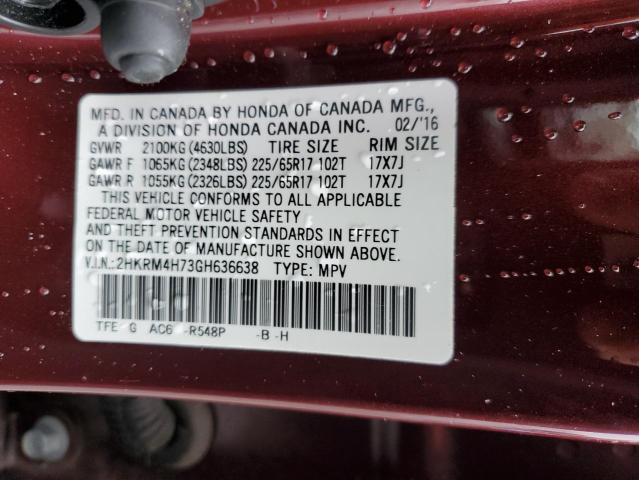 MFD. IN CANADA BY HONDA OF CANADA MFG.,
A DIVISION OF HONDA CANADA INC. 02/'16
GVWR 2100KG(4630LBS) TIRE SIZE RIM SIZE
GAWR F 1065KG(2348LBS) 225/65R17 102T 17X7J
GAWR R 1055KG(2326LBS) 225/65R17 102T 17X7J
THIS VEHICLE CONFORMS TO ALL APPLICABLE
FEDERAL MOTOR VEHICLE SAFETY
AND THEFT PREVENTION STANDARDS IN EFFECT
ON THE DATE OF MANUFACTURE SHOWN ABOVE.
V.I.N.:2HKRM4H73GH636638 TYPE: MPV
TFE G AC6 -R548P -B -H